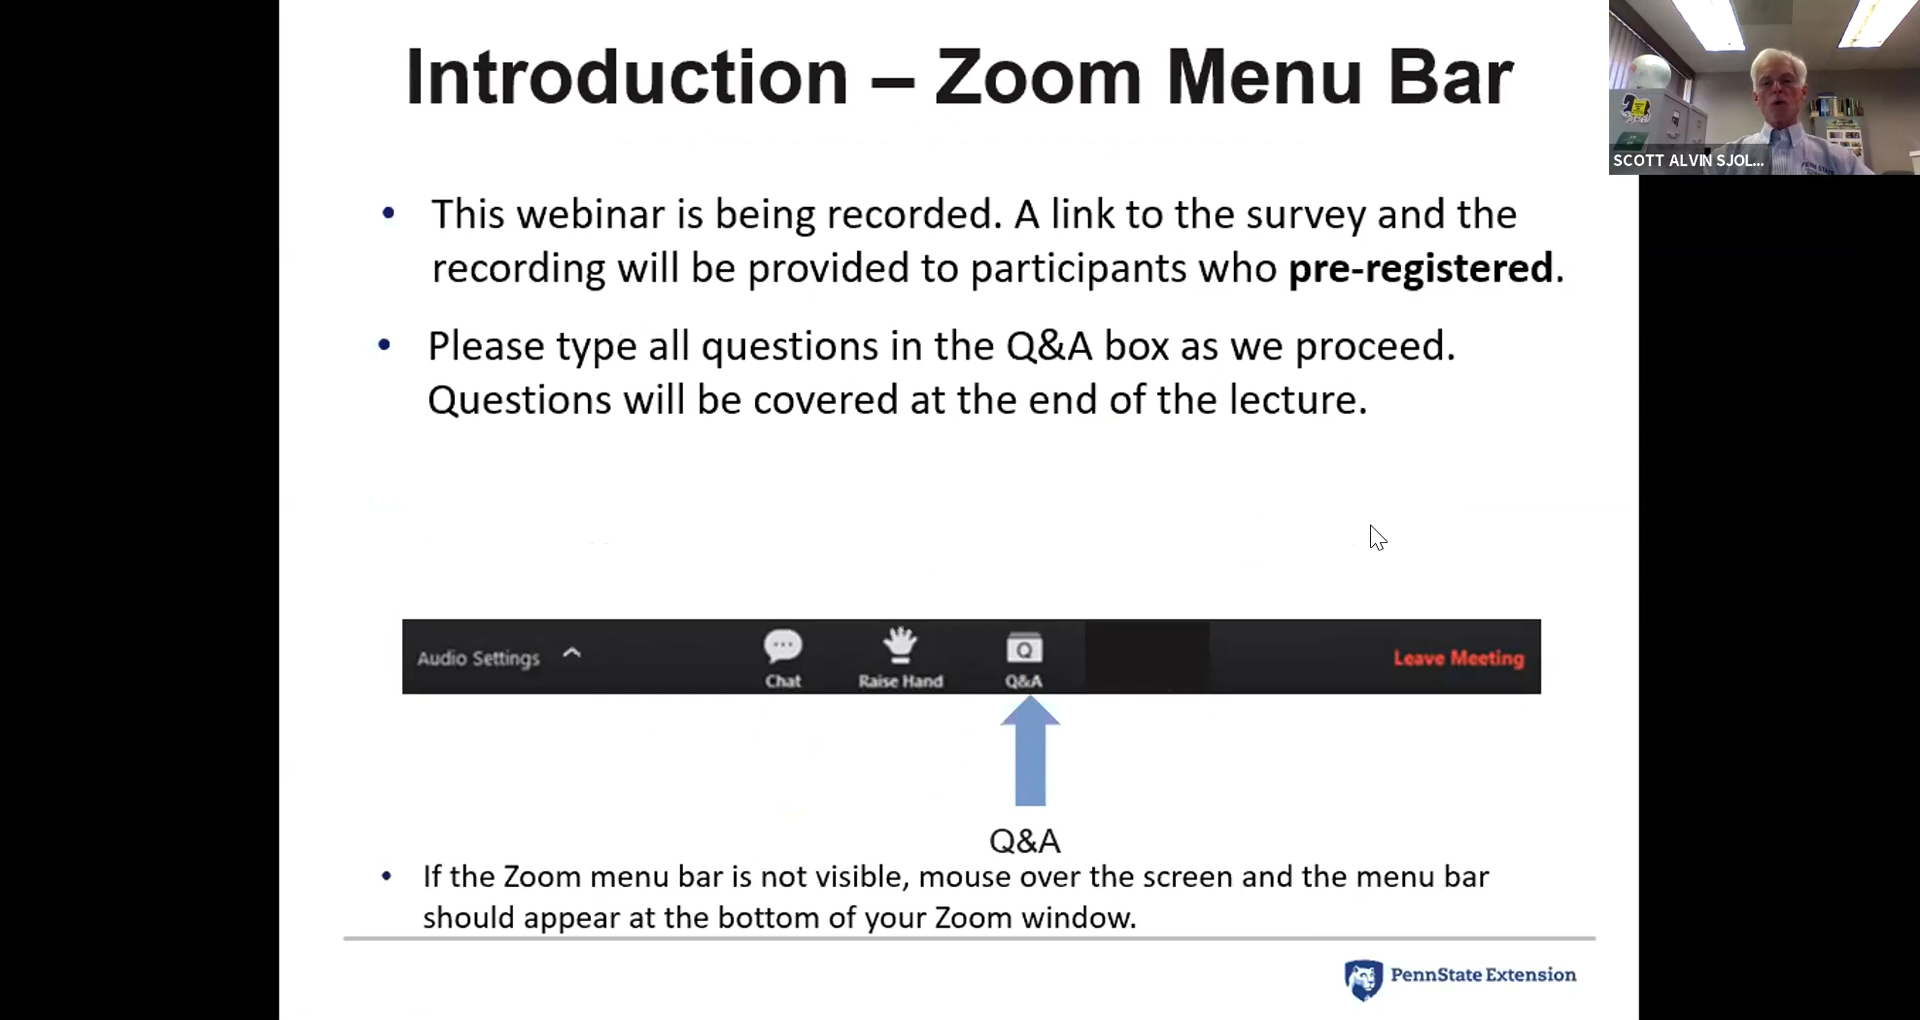 Introduction – Zoom Menu Bar
SCOTT ALVIN SJOL...
• This webinar is being recorded. A link to the survey and the
recording will be provided to participants who pre-registered.
• Please type all questions in the Q&A box as we proceed.
Questions will be covered at the end of the lecture.
Audio Settings
Chat
Raise Hand
Q&A
Leave Meeting
Q&A
• If the Zoom menu bar is not visible, mouse over the screen and the menu bar
should appear at the bottom of your Zoom window.
PennState Extension